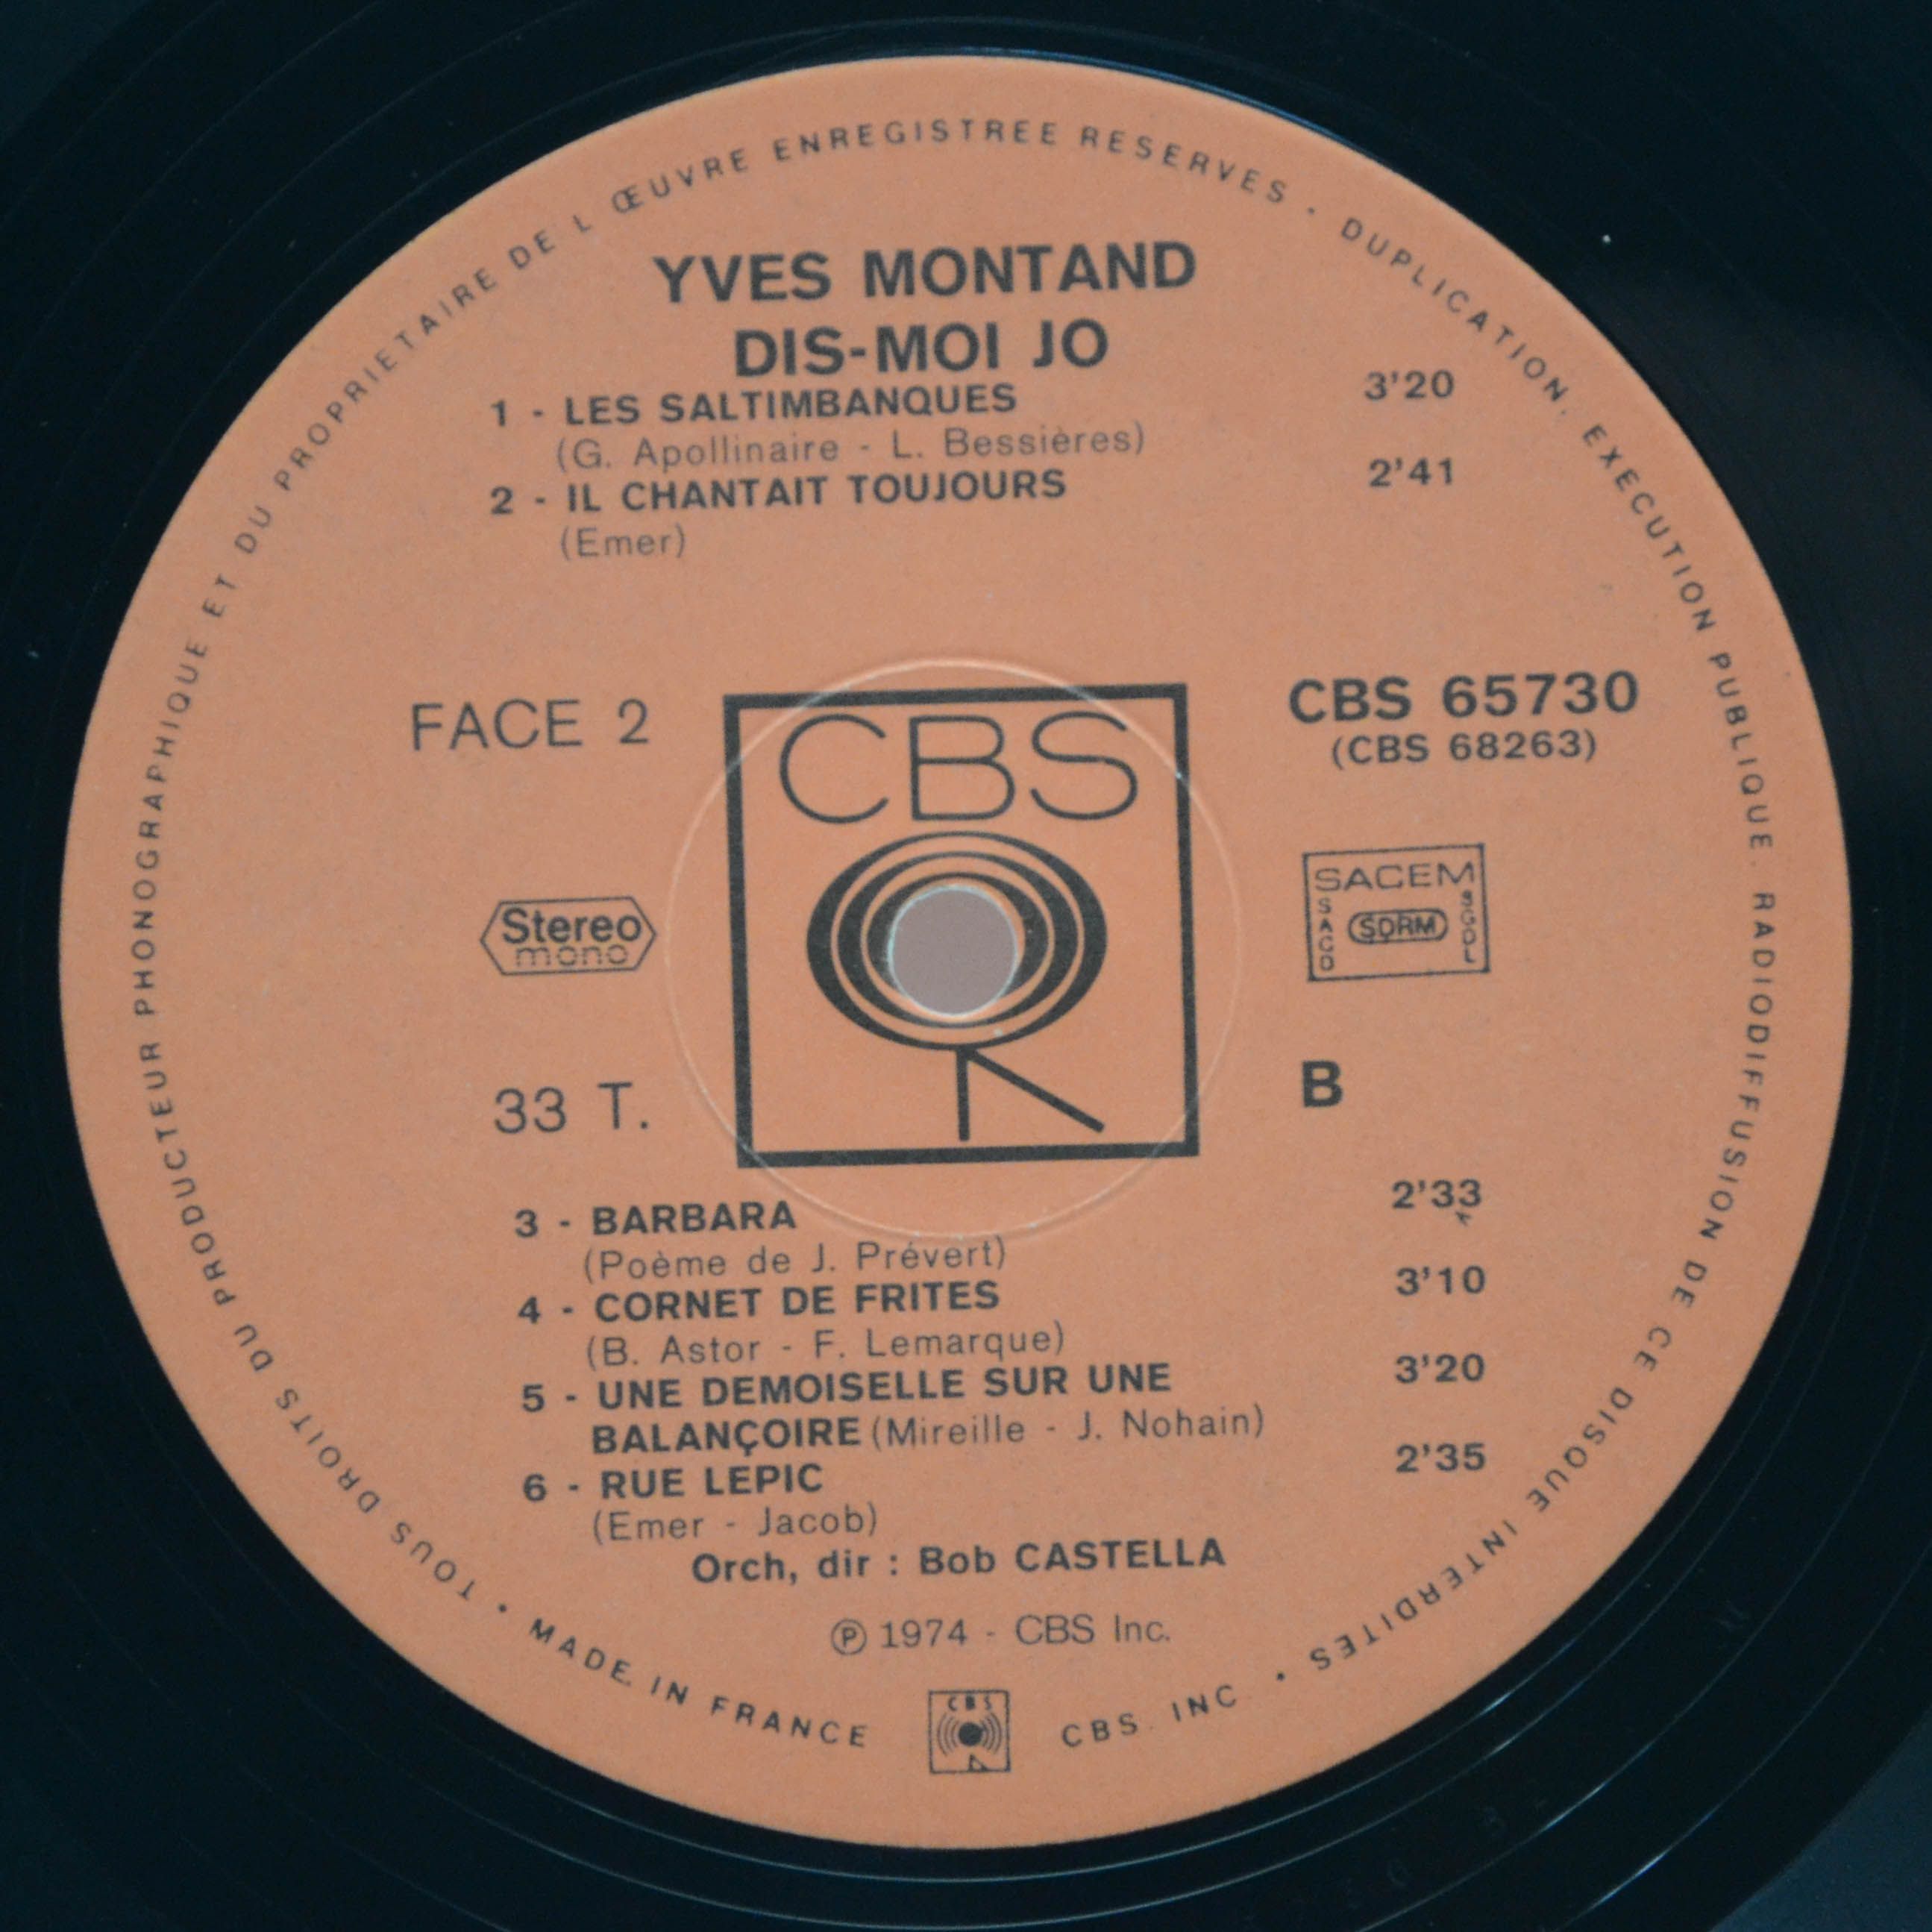 YVES MONTAND
DIS-MOI JO
1 - LES SALTIMBANQUES 3'20
(G. Apollinaire - L. Bessières)
2 - IL CHANTAIT TOUJOURS 2'41
(Emer)
FACE 2
CBS
CBS 65730
(CBS 68263)
Stereo
mono
SACEM
SACD
SDRM
SGDL
33 T.
B
3 - BARBARA 2'33
(Poème de J. Prévert)
4 - CORNET DE FRITES 3'10
(B. Astor - F. Lemarque)
5 - UNE DEMOISELLE SUR UNE 3'20
BALANÇOIRE (Mireille - J. Nohain)
6 - RUE LEPIC 2'35
(Emer - Jacob)
Orch, dir : Bob CASTELLA
℗ 1974 - CBS Inc.
CBS
TOUS DROITS DU PRODUCTEUR PHONOGRAPHIQUE ET DU PROPRIETAIRE DE L ŒUVRE ENREGISTREE RESERVES · DUPLICATION, EXECUTION PUBLIQUE, RADIODIFFUSION DE CE DISQUE INTERDITES · CBS. INC · MADE IN FRANCE